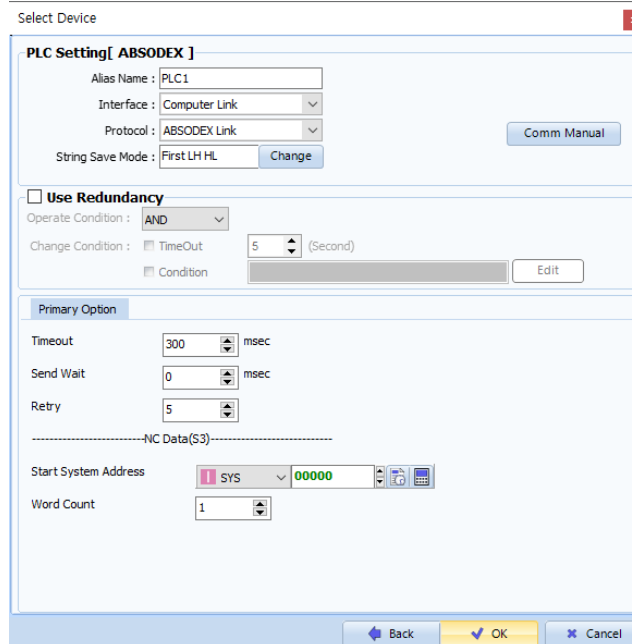 Select Device
PLC Setting[ ABSODEX ]
Alias Name : PLC1
Interface : Computer Link
Protocol : ABSODEX Link
Comm Manual
String Save Mode : First LH HL Change
Use Redundancy
Operate Condition : AND
Change Condition : TimeOut 5 (Second)
Condition Edit
Primary Option
Timeout 300 msec
Send Wait 0 msec
Retry 5
--------------------------NC Data(S3)----------------------------
Start System Address I SYS 00000
Word Count 1
Back OK Cancel